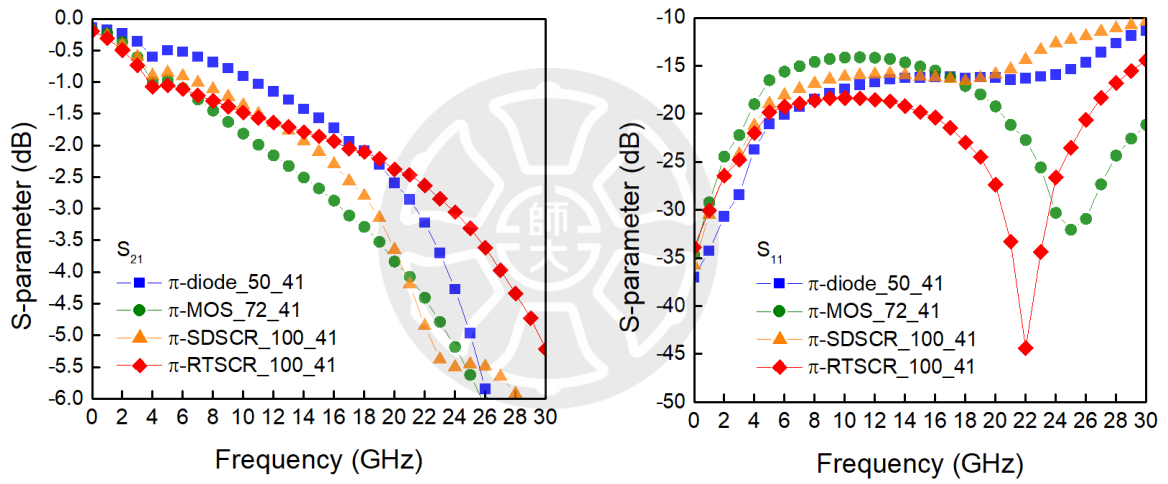 0.0
-0.5
-1.0
-1.5
-2.0
-2.5
-3.0
-3.5
-4.0
-4.5
-5.0
-5.5
-6.0
S-parameter (dB)
S21
π-diode_50_41
π-MOS_72_41
π-SDSCR_100_41
π-RTSCR_100_41
0 2 4 6 8 10 12 14 16 18 20 22 24 26 28 30
Frequency (GHz)
-10
-15
-20
-25
-30
-35
-40
-45
-50
S-parameter (dB)
S11
π-diode_50_41
π-MOS_72_41
π-SDSCR_100_41
π-RTSCR_100_41
0 2 4 6 8 10 12 14 16 18 20 22 24 26 28 30
Frequency (GHz)
師
大